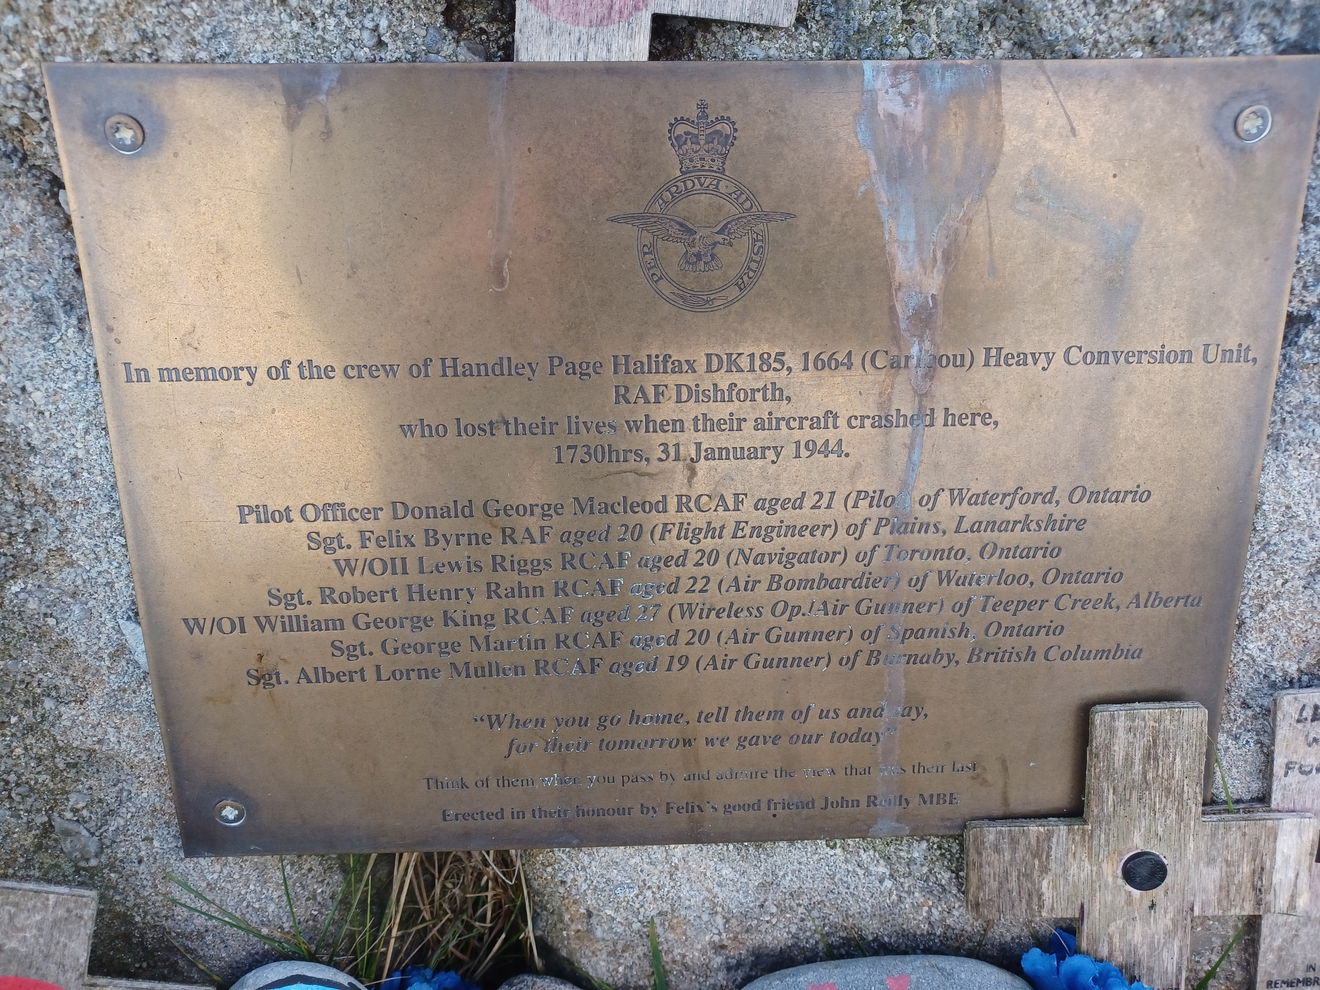 PER ARDVA AD ASTRA
In memory of the crew of Handley Page Halifax DK185, 1664 (Caribou) Heavy Conversion Unit,
RAF Dishforth,
who lost their lives when their aircraft crashed here,
1730hrs, 31 January 1944.
Pilot Officer Donald George Macleod RCAF aged 21 (Pilot) of Waterford, Ontario
Sgt. Felix Byrne RAF aged 20 (Flight Engineer) of Plains, Lanarkshire
W/OII Lewis Riggs RCAF aged 20 (Navigator) of Toronto, Ontario
Sgt. Robert Henry Rahn RCAF aged 22 (Air Bombardier) of Waterloo, Ontario
W/OI William George King RCAF aged 27 (Wireless Op./Air Gunner) of Teeper Creek, Alberta
Sgt. George Martin RCAF aged 20 (Air Gunner) of Spanish, Ontario
Sgt. Albert Lorne Mullen RCAF aged 19 (Air Gunner) of Burnaby, British Columbia
“When you go home, tell them of us and say,
for their tomorrow we gave our today”
Think of them when you pass by and admire the view that was their last
Erected in their honour by Felix's good friend John Reilly MBE
IN